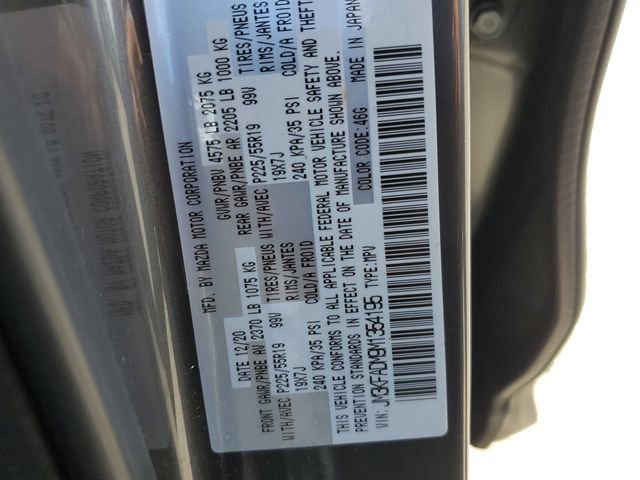 MFD. BY MAZDA MOTOR CORPORATION
DATE 12/20 GVWR/PNBV 4575 LB 2075 KG
FRONT GAWR/PNBE AV 2370 LB 1075 KG REAR GAWR/PNBE AR 2205 LB 1000 KG
WITH/AVEC P225/55R19 99V TIRES/PNEUS WITH/AVEC P225/55R19 99V TIRES/PNEUS
19X7J RIMS/JANTES 19X7J RIMS/JANTES
240 KPA/35 PSI COLD/A FROID 240 KPA/35 PSI COLD/A FROID
THIS VEHICLE CONFORMS TO ALL APPLICABLE FEDERAL MOTOR VEHICLE SAFETY AND THEFT
PREVENTION STANDARDS IN EFFECT ON THE DATE OF MANUFACTURE SHOWN ABOVE.
COLOR CODE: 46G MADE IN JAPAN
VIN: JM3KFADM9M1354195 TYPE: MPV